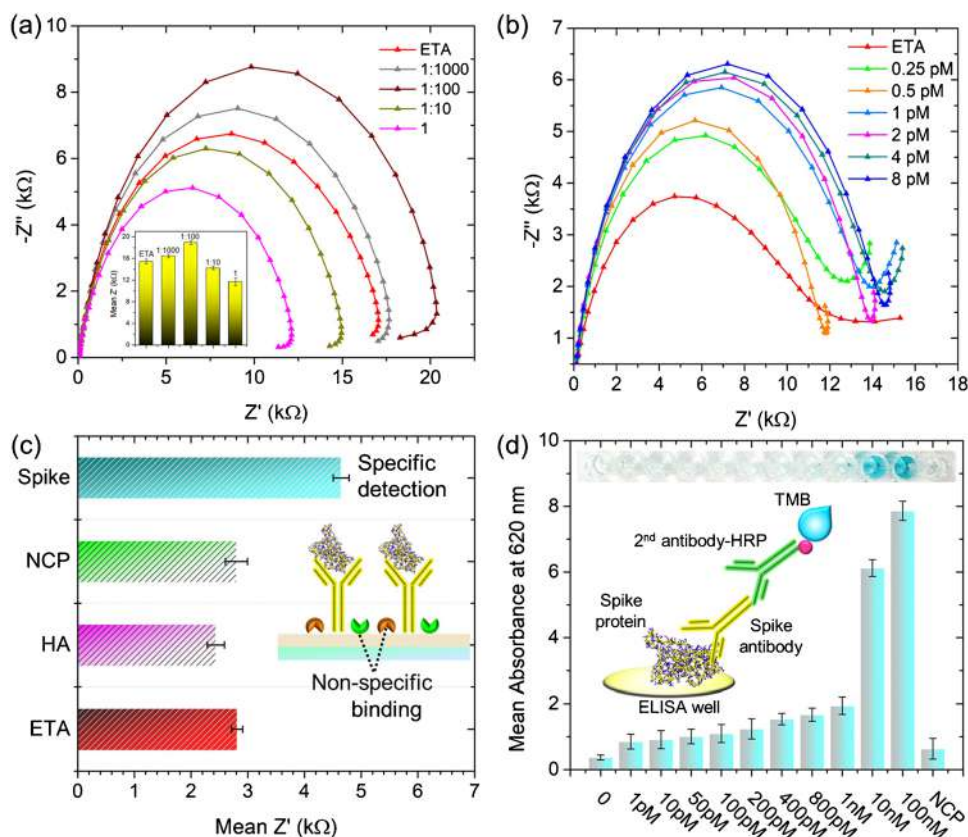 (a)
10
8
6
4
2
0
-Z" (kΩ)
ETA
1:1000
1:100
1:10
1
20
16
12
8
4
0
Mean Z' (kΩ)
ETA
1:1000
1:100
1:10
1
0
5
10
15
20
Z' (kΩ)
(b)
7
6
5
4
3
2
1
-Z" (kΩ)
ETA
0.25 pM
0.5 pM
1 pM
2 pM
4 pM
8 pM
0 2 4 6 8 10 12 14 16 18
Z' (kΩ)
(c)
Spike
NCP
HA
ETA
Specific
detection
Non-specific
binding
0 1 2 3 4 5 6 7
Mean Z' (kΩ)
(d)
10
8
6
4
2
0
Mean Absorbance at 620 nm
TMB
2nd antibody-HRP
Spike
protein
Spike
antibody
ELISA well
0 1pM 10pM 50pM 100pM 200pM 400pM 800pM 1nM 10nM 100nM NCP